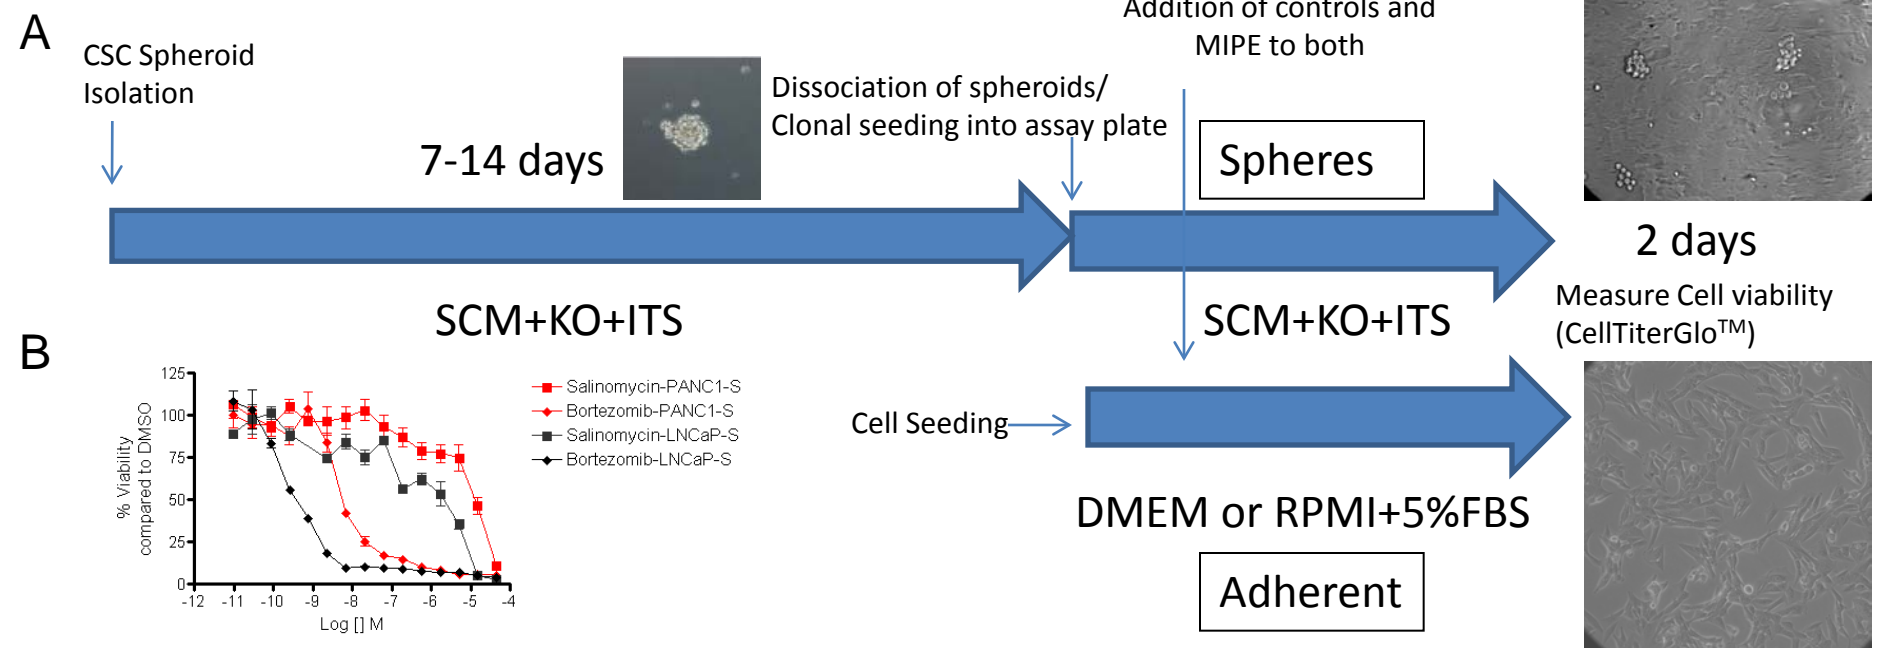 A
CSC Spheroid
Isolation
7-14 days
Dissociation of spheroids/
Clonal seeding into assay plate
Addition of controls and
MIPE to both
Spheres
2 days
SCM+KO+ITS
SCM+KO+ITS
Measure Cell viability
(CellTiterGlo™)
Cell Seeding
DMEM or RPMI+5%FBS
Adherent
B
% Viability
compared to DMSO
125
100
75
50
25
0
-12 -11 -10 -9 -8 -7 -6 -5 -4
Log [] M
Salinomycin-PANC1-S
Bortezomib-PANC1-S
Salinomycin-LNCaP-S
Bortezomib-LNCaP-S